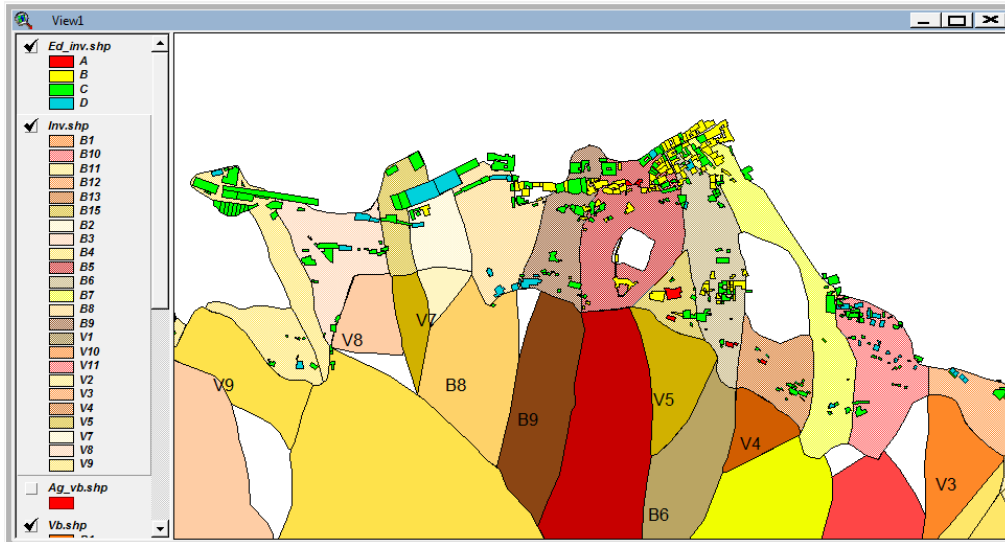 View1
Ed_inv.shp
A
B
C
D
Inv.shp
B1
B10
B11
B12
B13
B15
B2
B3
B4
B5
B6
B7
B8
B9
V1
V10
V11
V2
V3
V4
V5
V7
V8
V9
Ag_vb.shp
Vb.shp
V7
V8
V9
B8
V5
B9
V4
V3
B6